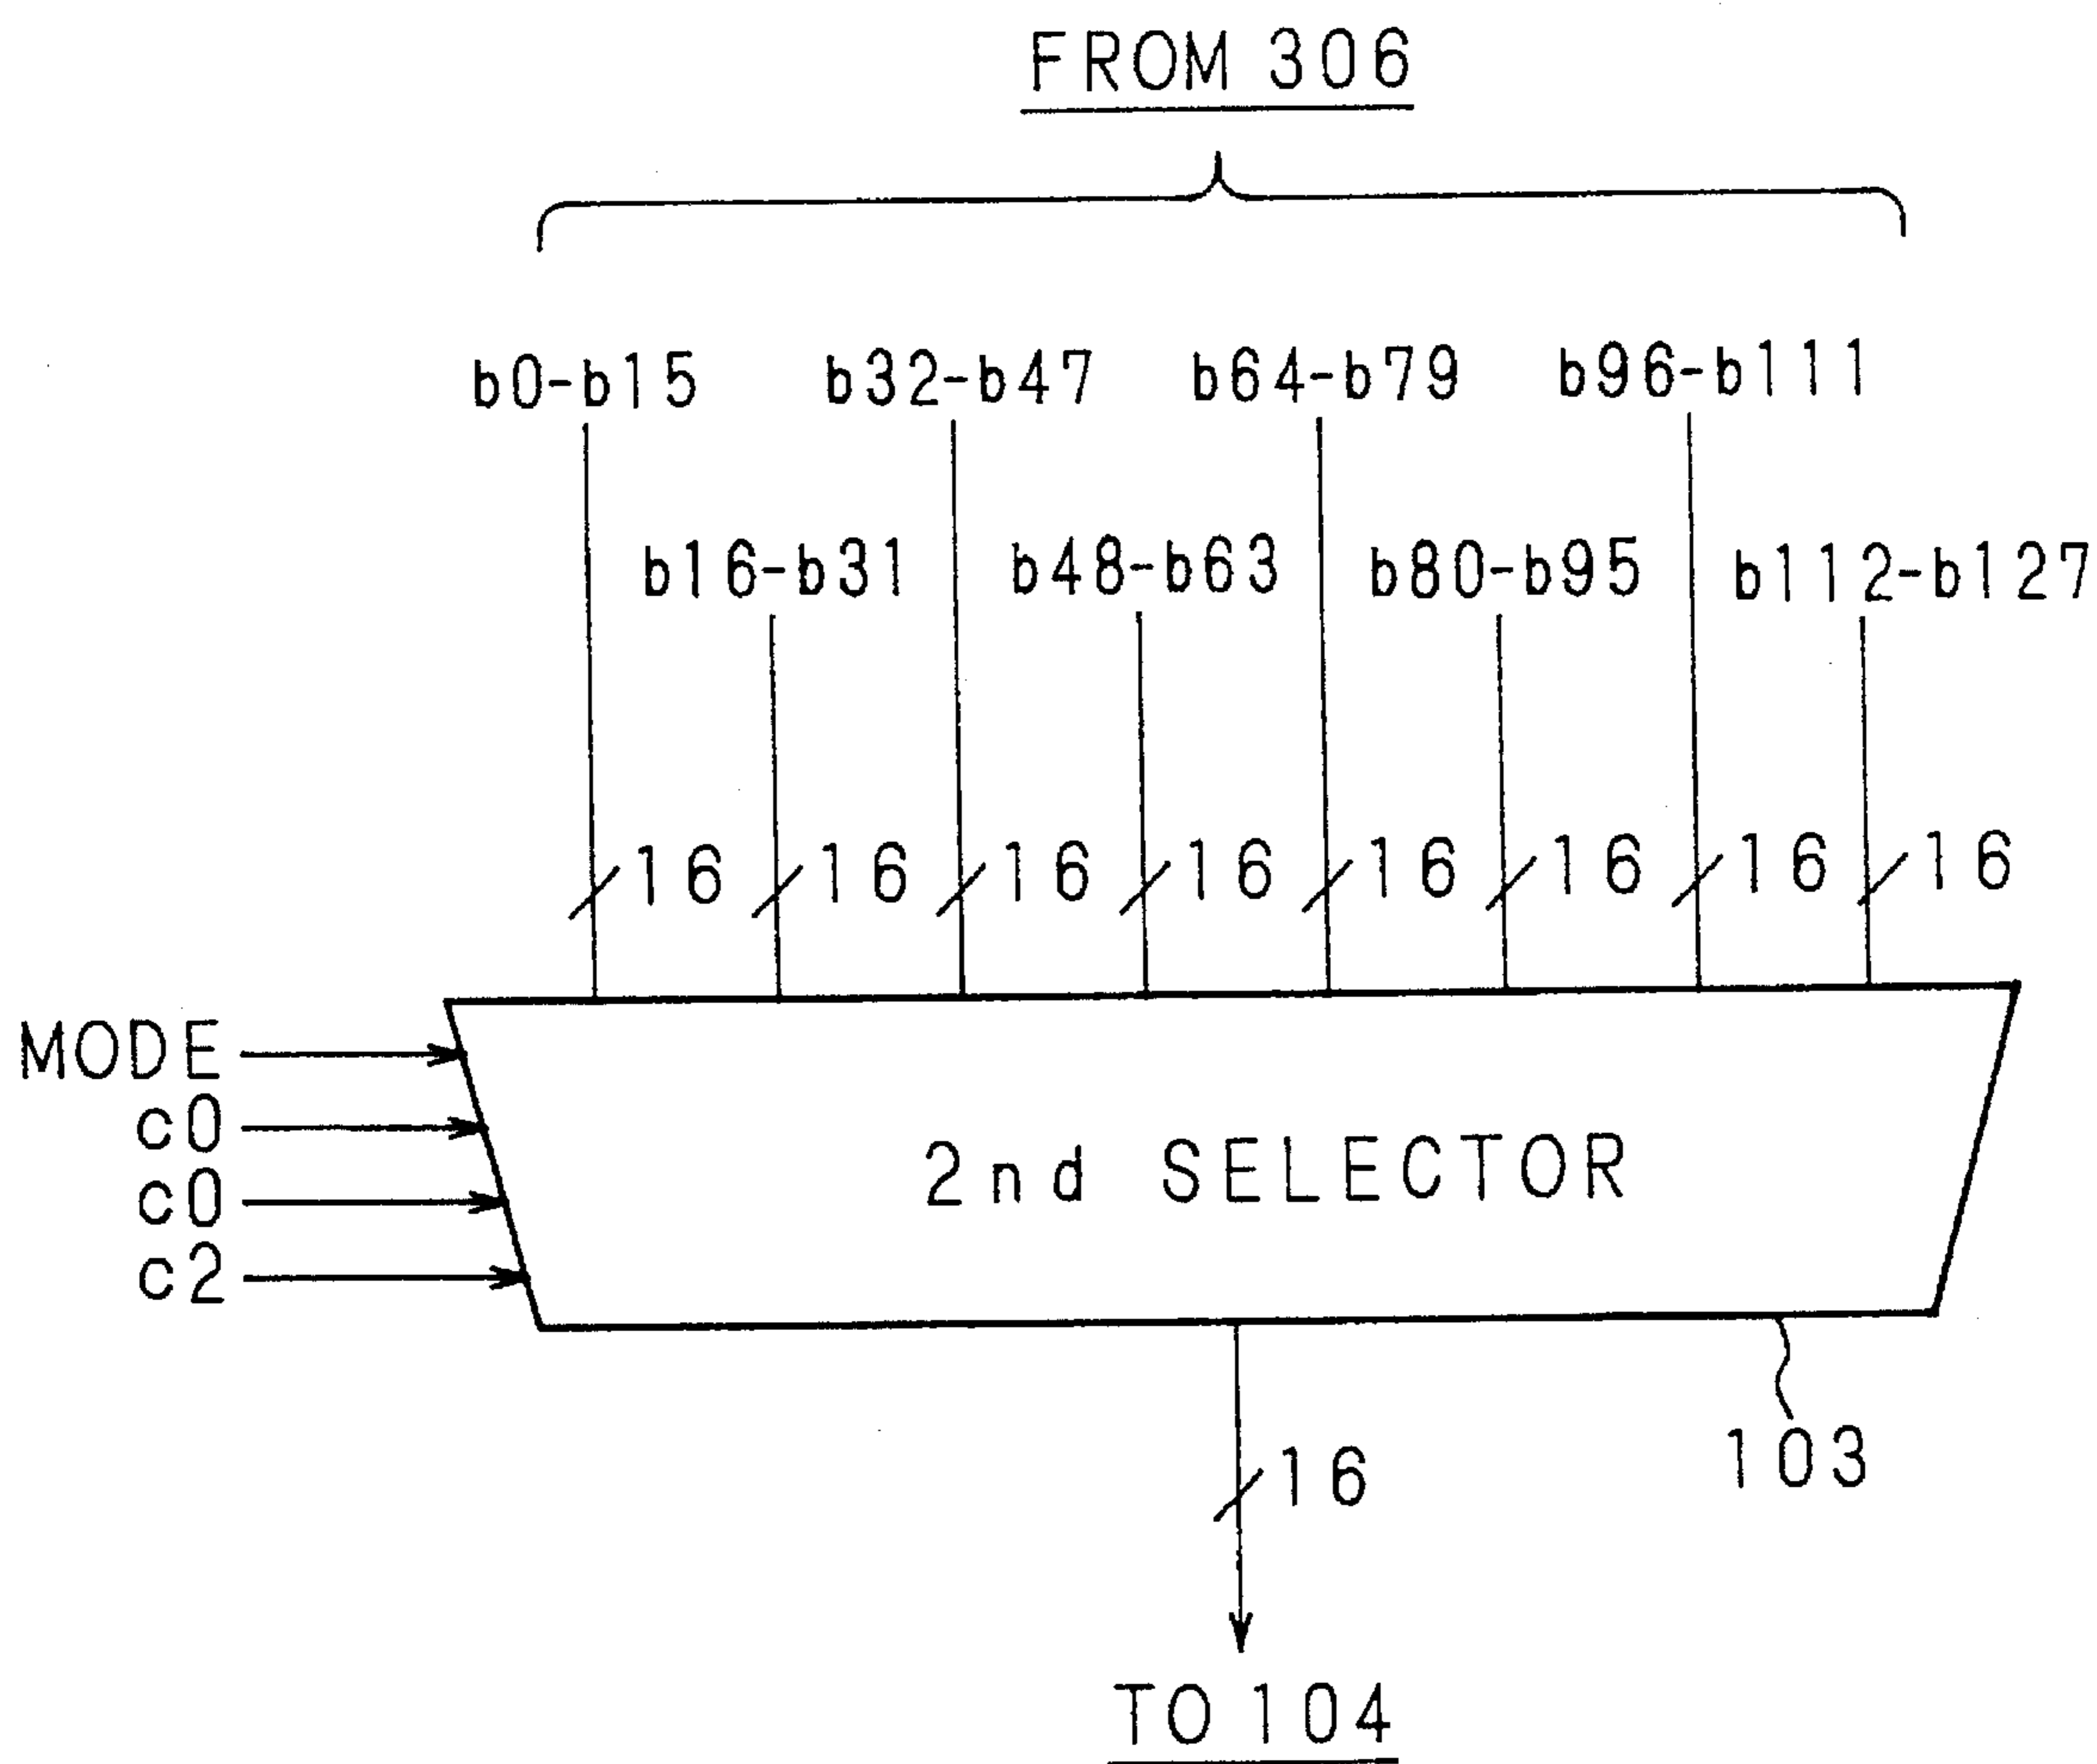 FROM 306
b0-b15 b32-b47 b64-b79 b96-b111
b16-b31 b48-b63 b80-b95 b112-b127
16 16 16 16 16 16 16 16
MODE
c0
c0
c2
2nd SELECTOR
16
103
TO 104